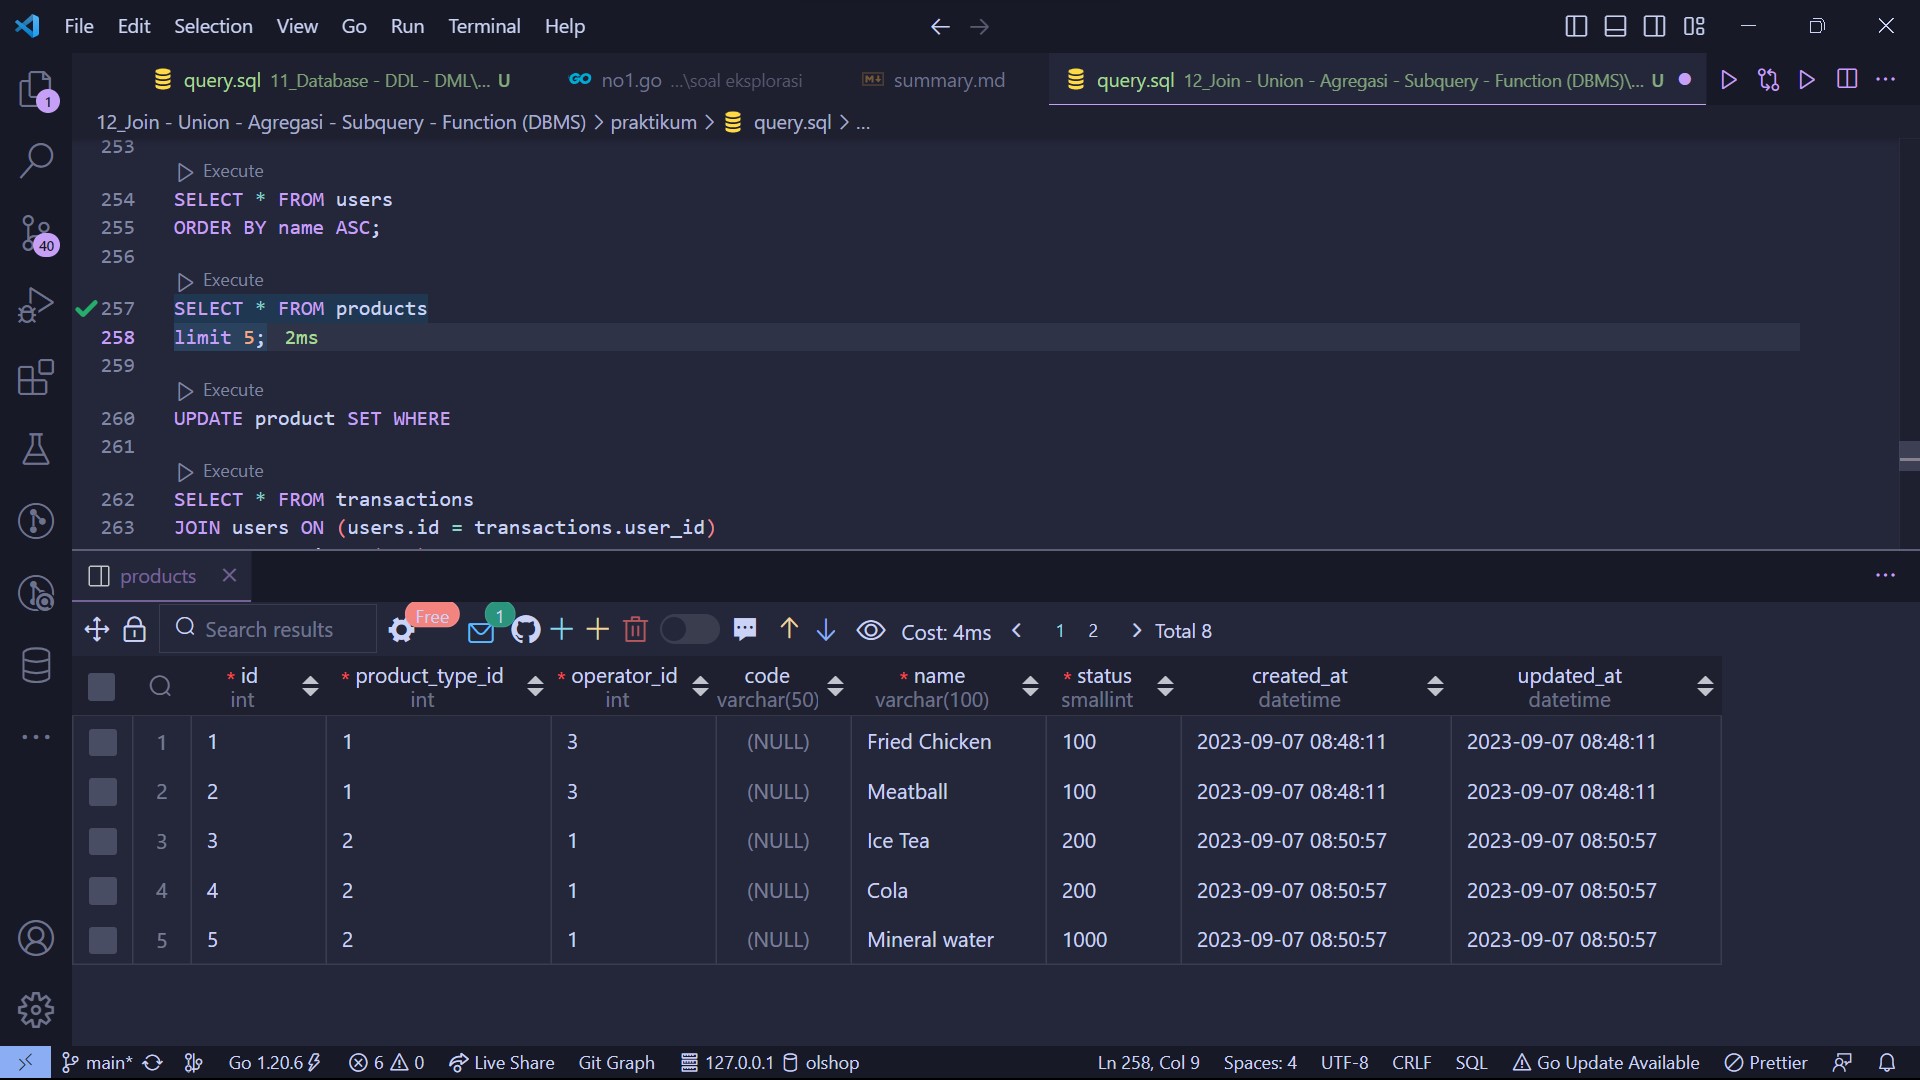 File Edit Selection View Go Run Terminal Help
query.sql 11_Database - DDL - DML\... U no1.go ...\soal eksplorasi summary.md query.sql 12_Join - Union - Agregasi - Subquery - Function (DBMS)\... U
12_Join - Union - Agregasi - Subquery - Function (DBMS) > praktikum > query.sql > ...
253
Execute
254 SELECT * FROM users
255 ORDER BY name ASC;
256
Execute
257 SELECT * FROM products
258 limit 5; 2ms
259
Execute
260 UPDATE product SET WHERE
261
Execute
262 SELECT * FROM transactions
263 JOIN users ON (users.id = transactions.user_id)
1
40
products
Search results Free 1 Cost: 4ms < 1 2 > Total 8
* id * product_type_id * operator_id code * name * status created_at updated_at
int int int varchar(50) varchar(100) smallint datetime datetime
1 1 1 3 (NULL) Fried Chicken 100 2023-09-07 08:48:11 2023-09-07 08:48:11
2 2 1 3 (NULL) Meatball 100 2023-09-07 08:48:11 2023-09-07 08:48:11
3 3 2 1 (NULL) Ice Tea 200 2023-09-07 08:50:57 2023-09-07 08:50:57
4 4 2 1 (NULL) Cola 200 2023-09-07 08:50:57 2023-09-07 08:50:57
5 5 2 1 (NULL) Mineral water 1000 2023-09-07 08:50:57 2023-09-07 08:50:57
main* Go 1.20.6 6 0 Live Share Git Graph 127.0.0.1 olshop Ln 258, Col 9 Spaces: 4 UTF-8 CRLF SQL Go Update Available Prettier